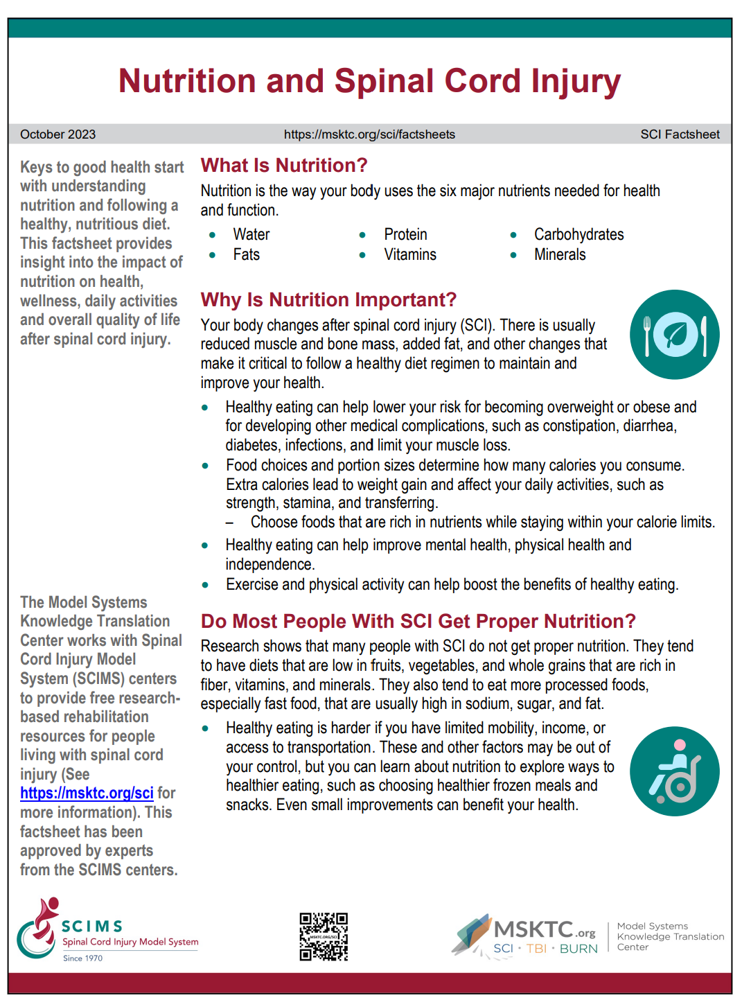 Nutrition and Spinal Cord Injury
October 2023 https://msktc.org/sci/factsheets SCI Factsheet
Keys to good health start
with understanding
nutrition and following a
healthy, nutritious diet.
This factsheet provides
insight into the impact of
nutrition on health,
wellness, daily activities
and overall quality of life
after spinal cord injury.
The Model Systems
Knowledge Translation
Center works with Spinal
Cord Injury Model
System (SCIMS) centers
to provide free research-
based rehabilitation
resources for people
living with spinal cord
injury (See
https://msktc.org/sci for
more information). This
factsheet has been
approved by experts
from the SCIMS centers.
What Is Nutrition?
Nutrition is the way your body uses the six major nutrients needed for health
and function.
• Water • Protein • Carbohydrates
• Fats • Vitamins • Minerals
Why Is Nutrition Important?
Your body changes after spinal cord injury (SCI). There is usually
reduced muscle and bone mass, added fat, and other changes that
make it critical to follow a healthy diet regimen to maintain and
improve your health.
• Healthy eating can help lower your risk for becoming overweight or obese and
for developing other medical complications, such as constipation, diarrhea,
diabetes, infections, and limit your muscle loss.
• Food choices and portion sizes determine how many calories you consume.
Extra calories lead to weight gain and affect your daily activities, such as
strength, stamina, and transferring.
– Choose foods that are rich in nutrients while staying within your calorie limits.
• Healthy eating can help improve mental health, physical health and
independence.
• Exercise and physical activity can help boost the benefits of healthy eating.
Do Most People With SCI Get Proper Nutrition?
Research shows that many people with SCI do not get proper nutrition. They tend
to have diets that are low in fruits, vegetables, and whole grains that are rich in
fiber, vitamins, and minerals. They also tend to eat more processed foods,
especially fast food, that are usually high in sodium, sugar, and fat.
• Healthy eating is harder if you have limited mobility, income, or
access to transportation. These and other factors may be out of
your control, but you can learn about nutrition to explore ways to
healthier eating, such as choosing healthier frozen meals and
snacks. Even small improvements can benefit your health.
SCIMS
Spinal Cord Injury Model System
Since 1970
MSKTC.ORG/SCI
MSKTC.org
SCI • TBI • BURN
Model Systems
Knowledge Translation
Center